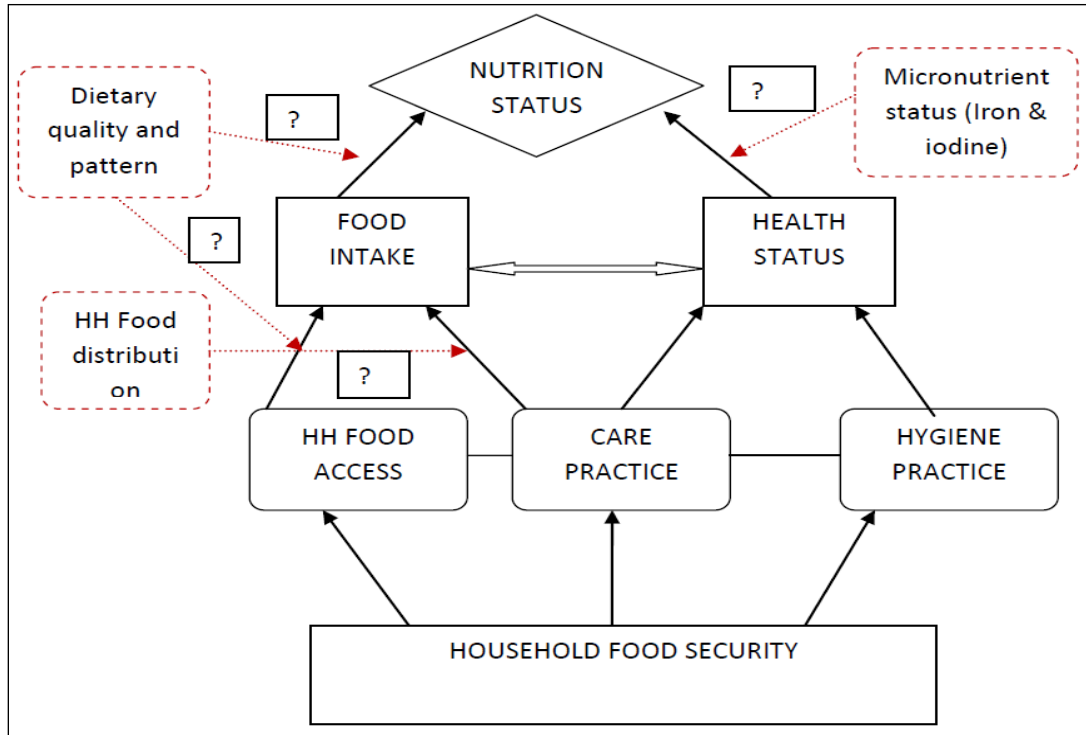 NUTRITION
STATUS
Dietary
quality and
pattern
?
?
Micronutrient
status (Iron &
iodine)
?
FOOD
INTAKE
HEALTH
STATUS
HH Food
distributi
on
?
HH FOOD
ACCESS
CARE
PRACTICE
HYGIENE
PRACTICE
HOUSEHOLD FOOD SECURITY